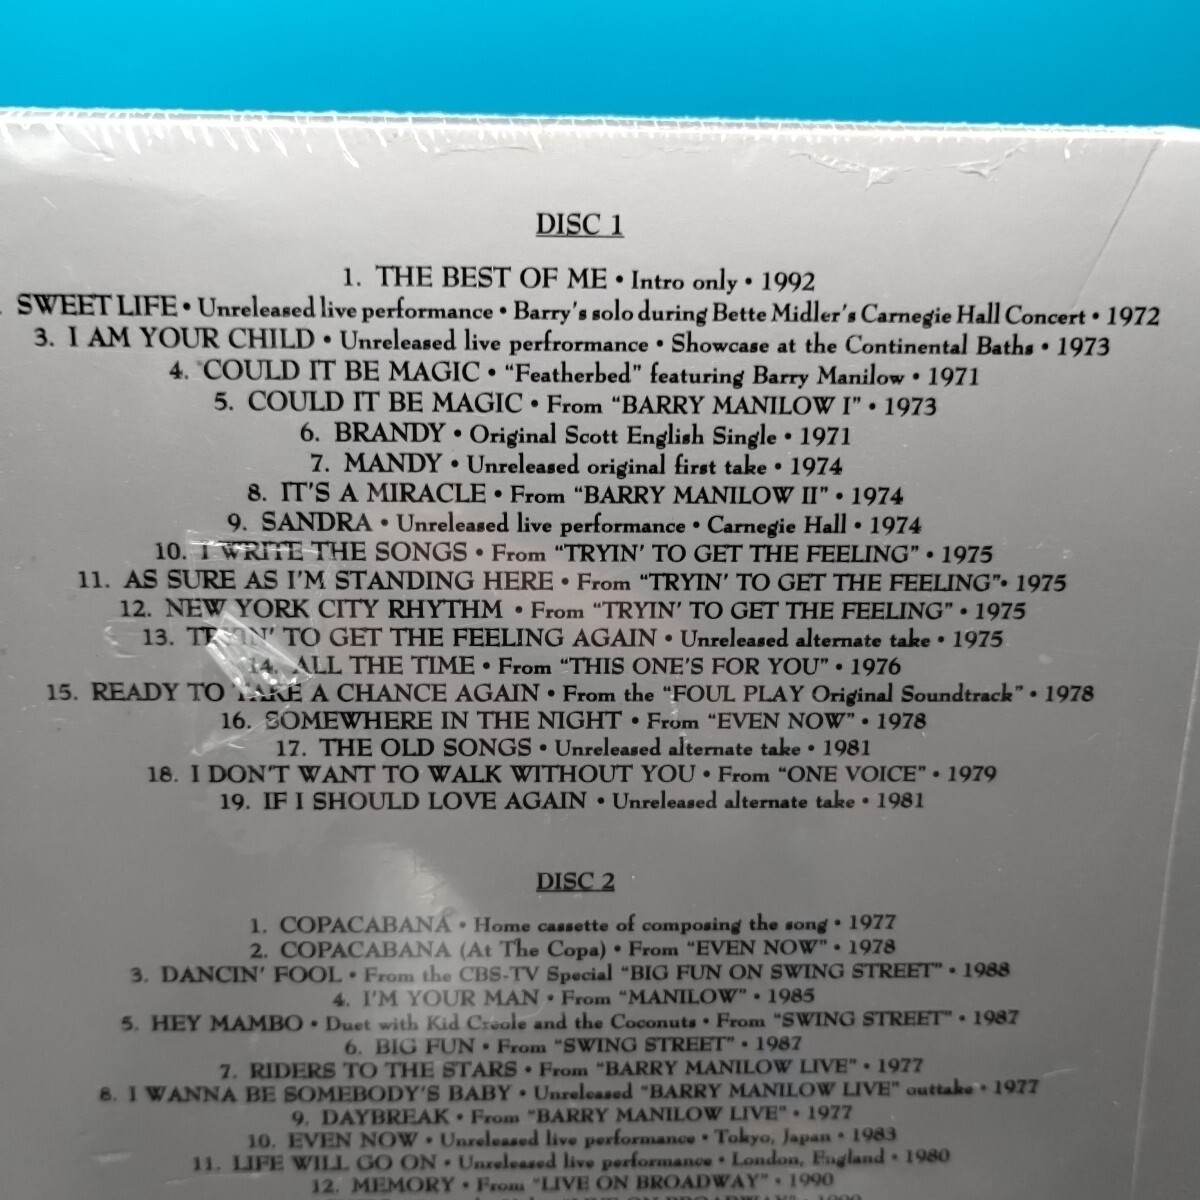 DISC 1
1. THE BEST OF ME • Intro only • 1992
. SWEET LIFE • Unreleased live performance • Barry's solo during Bette Midler's Carnegie Hall Concert • 1972
3. I AM YOUR CHILD • Unreleased live perfrormance • Showcase at the Continental Baths • 1973
4. COULD IT BE MAGIC • "Featherbed" featuring Barry Manilow • 1971
5. COULD IT BE MAGIC • From "BARRY MANILOW I" • 1973
6. BRANDY • Original Scott English Single • 1971
7. MANDY • Unreleased original first take • 1974
8. IT'S A MIRACLE • From "BARRY MANILOW II" • 1974
9. SANDRA • Unreleased live performance • Carnegie Hall • 1974
10. I WRITE THE SONGS • From "TRYIN' TO GET THE FEELING" • 1975
11. AS SURE AS I'M STANDING HERE • From "TRYIN' TO GET THE FEELING" • 1975
12. NEW YORK CITY RHYTHM • From "TRYIN' TO GET THE FEELING" • 1975
13. TRYIN' TO GET THE FEELING AGAIN • Unreleased alternate take • 1975
14. ALL THE TIME • From "THIS ONE'S FOR YOU" • 1976
15. READY TO TAKE A CHANCE AGAIN • From the "FOUL PLAY Original Soundtrack" • 1978
16. SOMEWHERE IN THE NIGHT • From "EVEN NOW" • 1978
17. THE OLD SONGS • Unreleased alternate take • 1981
18. I DON'T WANT TO WALK WITHOUT YOU • From "ONE VOICE" • 1979
19. IF I SHOULD LOVE AGAIN • Unreleased alternate take • 1981
DISC 2
1. COPACABANA • Home cassette of composing the song • 1977
2. COPACABANA (At The Copa) • From "EVEN NOW" • 1978
3. DANCIN' FOOL • From the CBS-TV Special "BIG FUN ON SWING STREET" • 1988
4. I'M YOUR MAN • From "MANILOW" • 1985
5. HEY MAMBO • Duet with Kid Creole and the Coconuts • From "SWING STREET" • 1987
6. BIG FUN • From "SWING STREET" • 1987
7. RIDERS TO THE STARS • From "BARRY MANILOW LIVE" • 1977
8. I WANNA BE SOMEBODY'S BABY • Unreleased "BARRY MANILOW LIVE" outtake • 1977
9. DAYBREAK • From "BARRY MANILOW LIVE" • 1977
10. EVEN NOW • Unreleased live performance • Tokyo, Japan • 1983
11. LIFE WILL GO ON • Unreleased live performance • London, England • 1980
12. MEMORY • From "LIVE ON BROADWAY" • 1990
"LIVE ON BROADWAY" • 1990